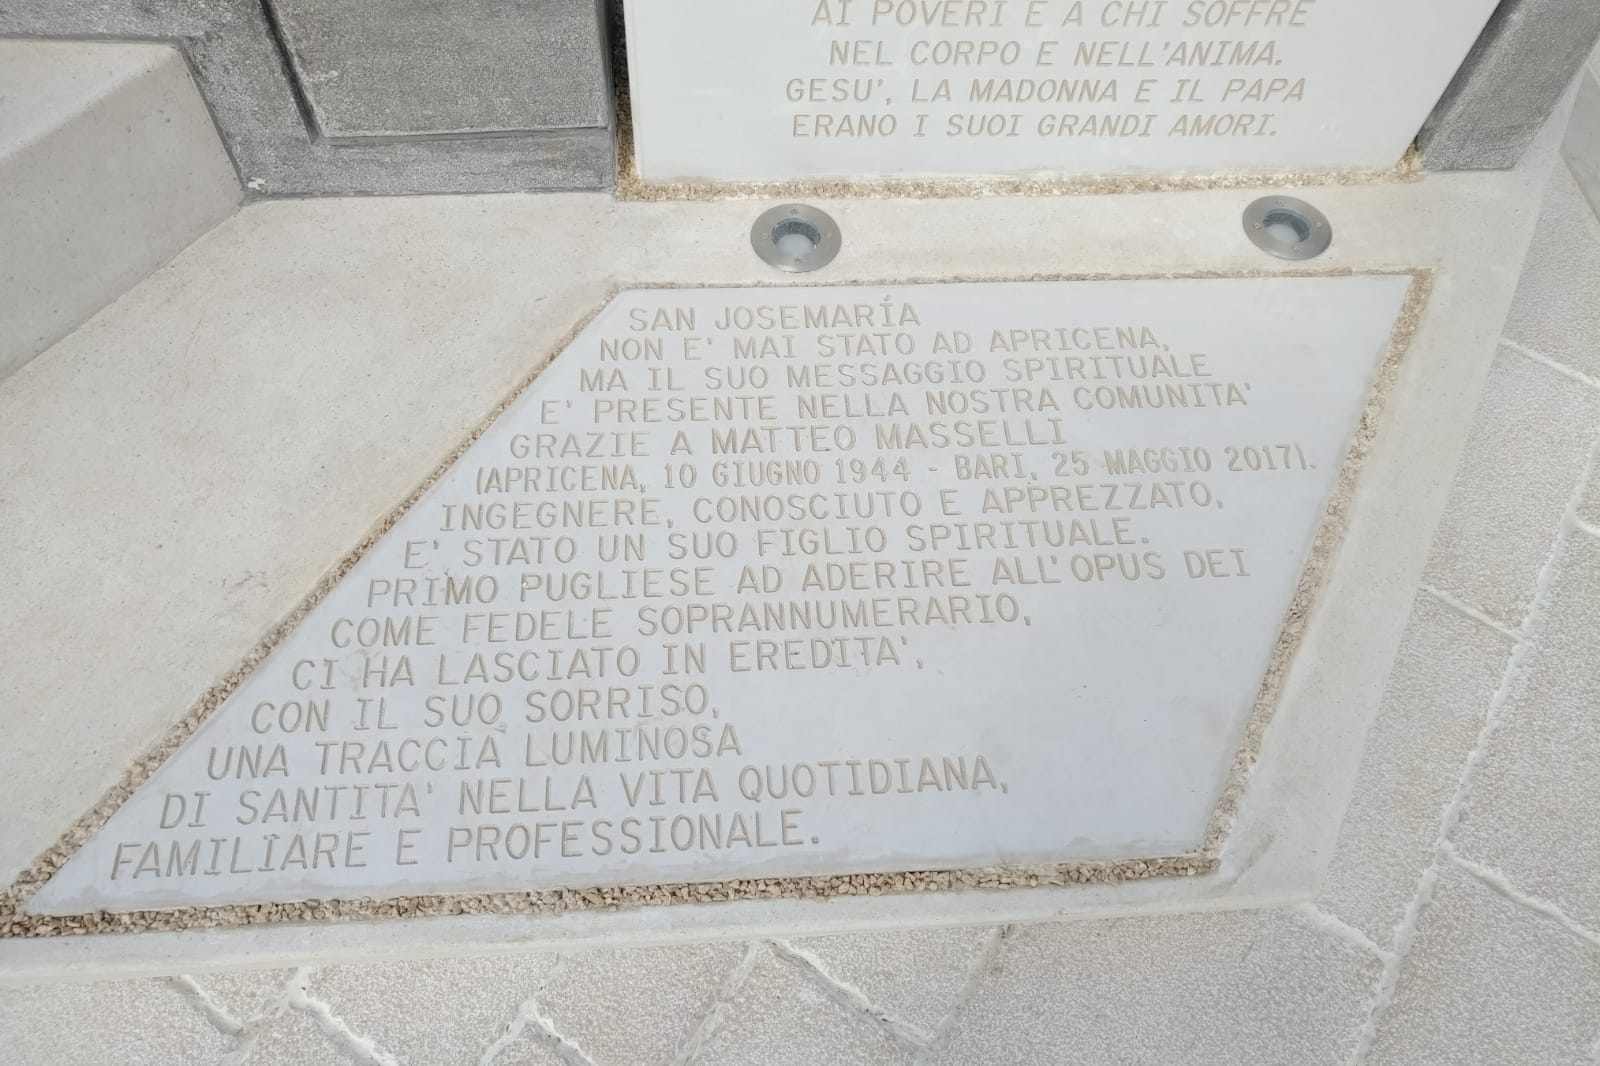 AI POVERI E A CHI SOFFRE
NEL CORPO E NELL'ANIMA.
GESU', LA MADONNA E IL PAPA
ERANO I SUOI GRANDI AMORI.
SAN JOSEMARÍA
NON E' MAI STATO AD APRICENA,
MA IL SUO MESSAGGIO SPIRITUALE
E' PRESENTE NELLA NOSTRA COMUNITA'
GRAZIE A MATTEO MASSELLI
(APRICENA, 10 GIUGNO 1944 - BARI, 25 MAGGIO 2017).
INGEGNERE, CONOSCIUTO E APPREZZATO,
E' STATO UN SUO FIGLIO SPIRITUALE.
PRIMO PUGLIESE AD ADERIRE ALL'OPUS DEI
COME FEDELE SOPRANNUMERARIO,
CI HA LASCIATO IN EREDITA',
CON IL SUO SORRISO,
UNA TRACCIA LUMINOSA
DI SANTITA' NELLA VITA QUOTIDIANA,
FAMILIARE E PROFESSIONALE.